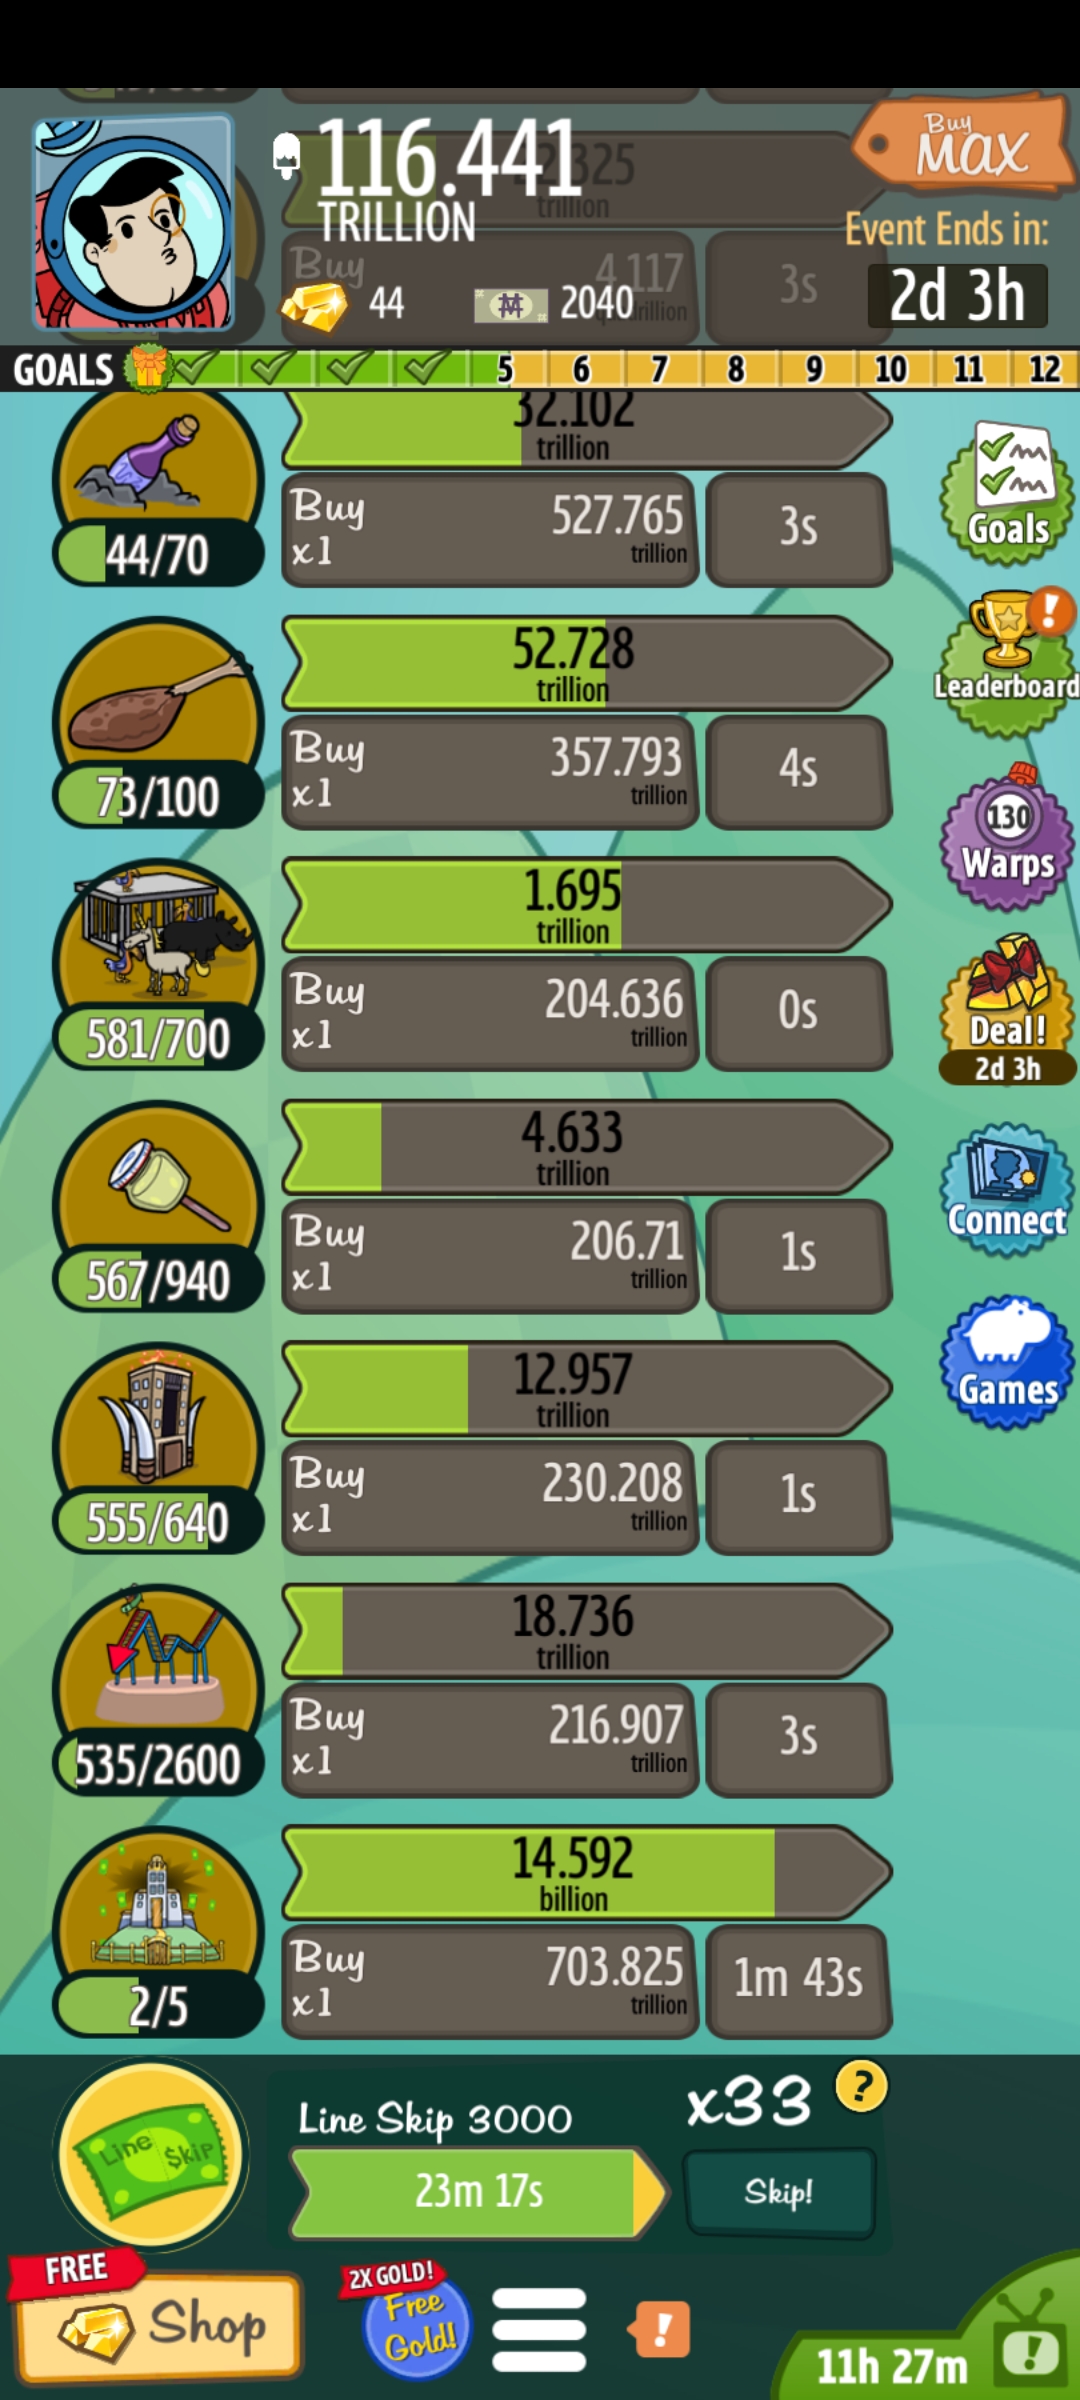 116.441
TRILLION
Buy
MAX
Event Ends in:
2d 3h
325
trillion
Buy
4.117
3s
44
2040
GOALS 5 6 7 8 9 10 11 12
32.102
trillion
Buy
x1
527.765
trillion
3s
44/70
52.728
trillion
Buy
x1
357.793
trillion
4s
73/100
1.695
trillion
Buy
x1
204.636
trillion
0s
581/700
4.633
trillion
Buy
x1
206.71
trillion
1s
567/940
12.957
trillion
Buy
x1
230.208
trillion
1s
555/640
18.736
trillion
Buy
x1
216.907
trillion
3s
535/2600
14.592
billion
Buy
x1
703.825
trillion
1m 43s
2/5
Goals
!
Leaderboard
130
Warps
Deal!
2d 3h
Connect
Games
Line Skip
Line Skip 3000
23m 17s
x33
?
Skip!
FREE
Shop
2X GOLD!
Free
Gold!
!
11h 27m
!